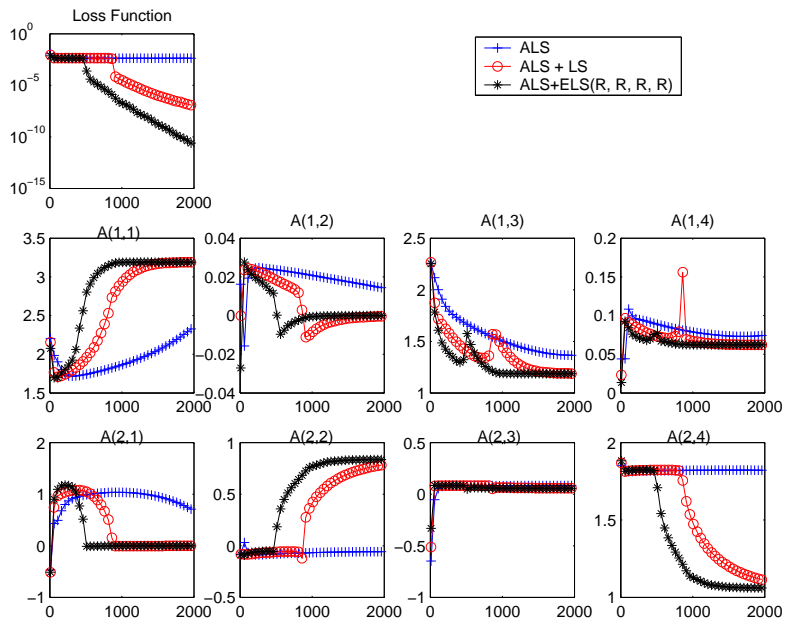 Loss Function
10^0
10^-5
10^-10
10^-15
0 1000 2000
ALS
ALS + LS
ALS+ELS(R, R, R, R)
A(1,1)
3.5
3
2.5
2
1.5
0 1000 2000
A(1,2)
0.04
0.02
0
−0.02
−0.04
0 1000 2000
A(1,3)
2.5
2
1.5
1
0 1000 2000
A(1,4)
0.2
0.15
0.1
0.05
0
0 1000 2000
A(2,1)
2
1
0
−1
0 1000 2000
A(2,2)
1
0.5
0
−0.5
0 1000 2000
A(2,3)
0.5
0
−0.5
−1
0 1000 2000
A(2,4)
2
1.5
1
0 1000 2000